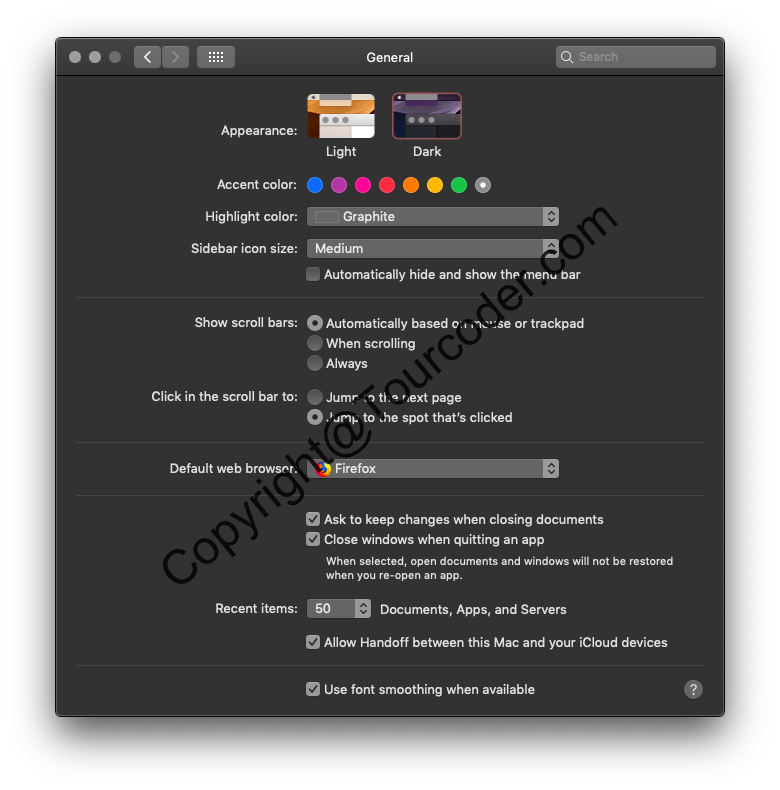 General
Search
Appearance:
Light
Dark
Accent color:
Highlight color: Graphite
Sidebar icon size: Medium
Automatically hide and show the menu bar
Show scroll bars: Automatically based on mouse or trackpad
When scrolling
Always
Click in the scroll bar to: Jump to the next page
Jump to the spot that's clicked
Default web browser: Firefox
Ask to keep changes when closing documents
Close windows when quitting an app
When selected, open documents and windows will not be restored
when you re-open an app.
Recent items: 50 Documents, Apps, and Servers
Allow Handoff between this Mac and your iCloud devices
Use font smoothing when available
?
Copyright@Tourcoder.com